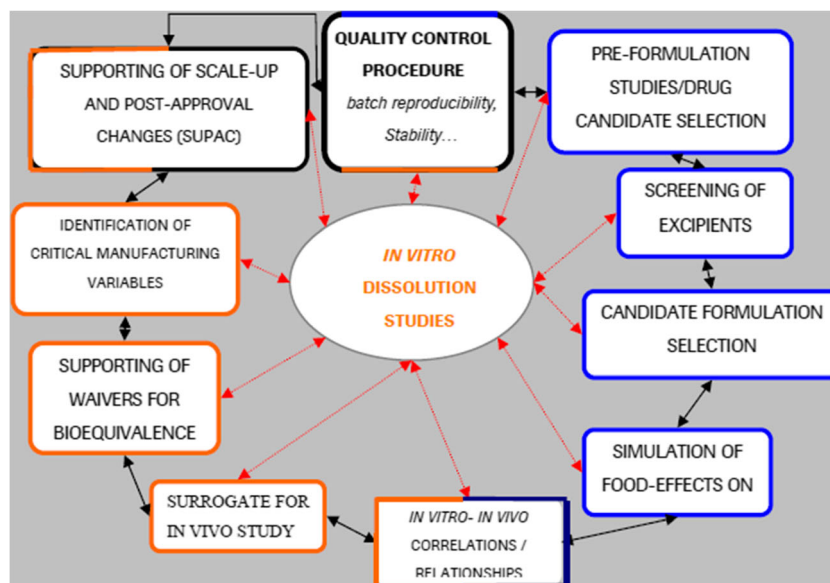 QUALITY CONTROL
PROCEDURE
batch reproducibility,
Stability…
PRE-FORMULATION
STUDIES/DRUG
CANDIDATE SELECTION
SCREENING OF
EXCIPIENTS
CANDIDATE FORMULATION
SELECTION
SIMULATION OF
FOOD-EFFECTS ON
IN VITRO- IN VIVO
CORRELATIONS /
RELATIONSHIPS
SURROGATE FOR
IN VIVO STUDY
SUPPORTING OF
WAIVERS FOR
BIOEQUIVALENCE
IDENTIFICATION OF
CRITICAL MANUFACTURING
VARIABLES
SUPPORTING OF SCALE-UP
AND POST-APPROVAL
CHANGES (SUPAC)
IN VITRO
DISSOLUTION
STUDIES